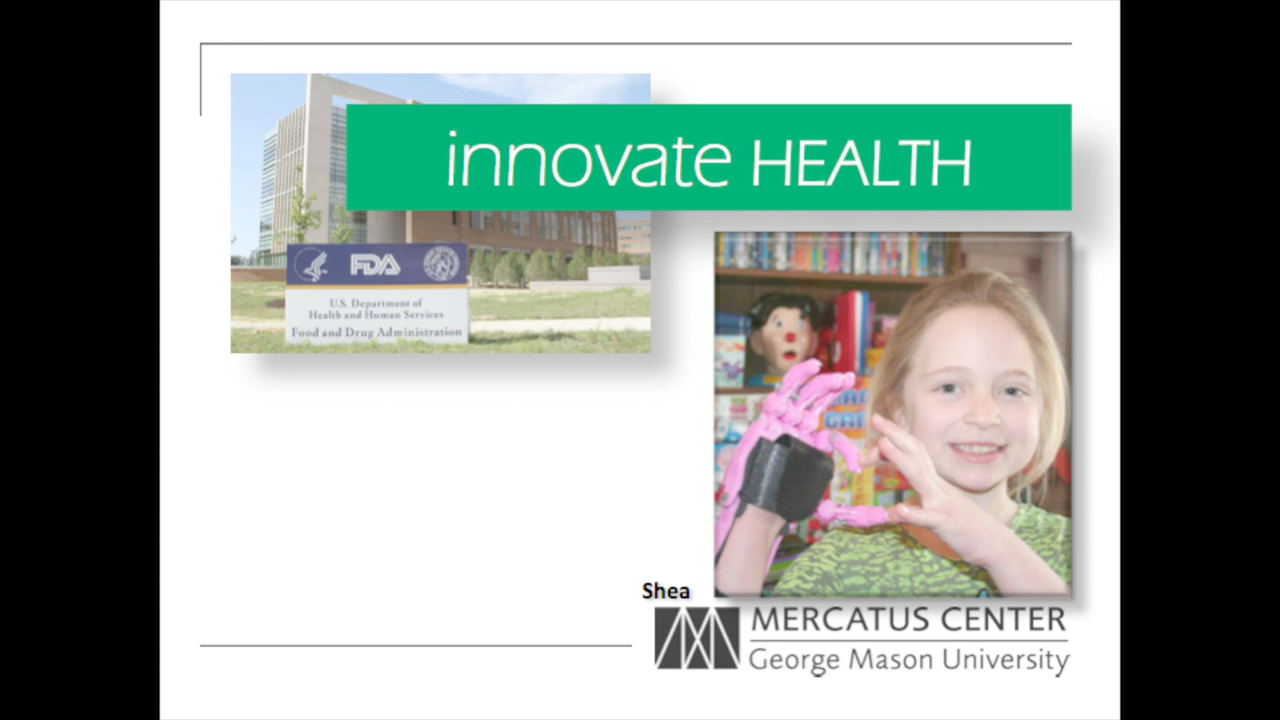 innovate HEALTH
FDA
U.S. Department of
Health and Human Services
Food and Drug Administration
Shea
MERCATUS CENTER
George Mason University